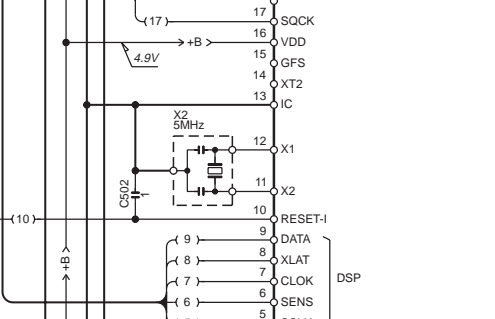 (17) 17 SQCK
16 VDD
+B
4.9V
15 GFS
14 XT2
13 IC
X2
5MHz
12 X1
C502
1
11 X2
(10) 10 RESET-I
(9) 9 DATA
(8) 8 XLAT
+B
(7) 7 CLOK
DSP
(6) 6 SENS
5